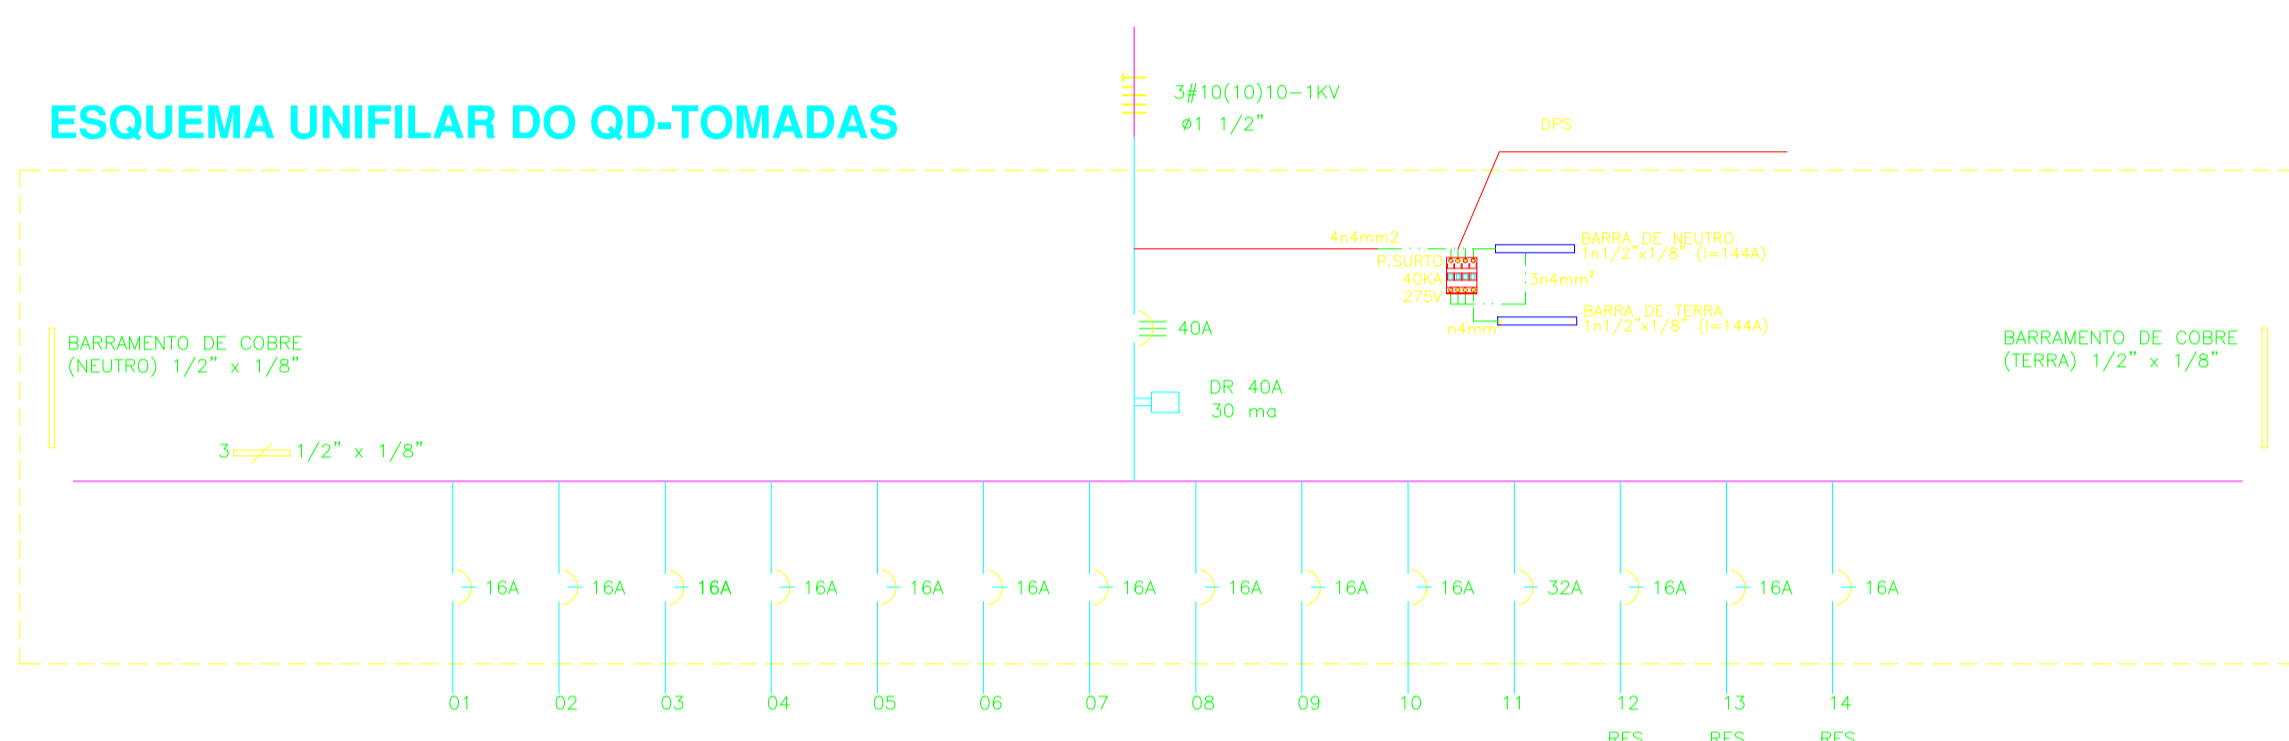 3#10(10)10-1KV
ø1 1/2"
ESQUEMA UNIFILAR DO QD-TOMADAS
DPS
4n4mm2
BARRA DE NEUTRO
1n1/2"x1/8" (I=144A)
P.SURTO
40KA
275V
3n4mm²
BARRA DE TERRA
1n1/2"x1/8" (I=144A)
n4mm²
40A
BARRAMENTO DE COBRE
(NEUTRO) 1/2" x 1/8"
BARRAMENTO DE COBRE
(TERRA) 1/2" x 1/8"
DR 40A
30 ma
3 1/2" x 1/8"
16A 16A 16A 16A 16A 16A 16A 16A 16A 16A 32A 16A 16A 16A
01 02 03 04 05 06 07 08 09 10 11 12 13 14
RES RES RES